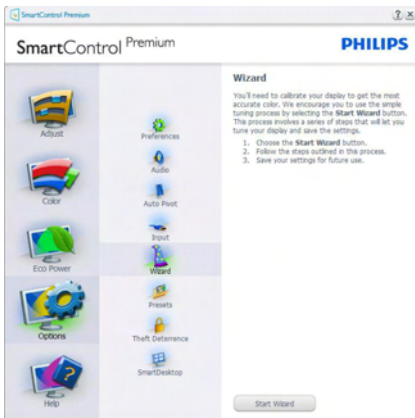 SmartControl Premium
SmartControl Premium
PHILIPS
Adjust
Color
Eco Power
Options
Help
Preferences
Audio
Auto Pivot
Input
Wizard
Presets
Theft Deterrence
SmartDesktop
Wizard
You'll need to calibrate your display to get the most
accurate color. We encourage you to use the simple
tuning process by selecting the Start Wizard button.
This process involves a series of steps that will let you
tune your display and save the settings.
1. Choose the Start Wizard button.
2. Follow the steps outlined in this process.
3. Save your settings for future use.
Start Wizard